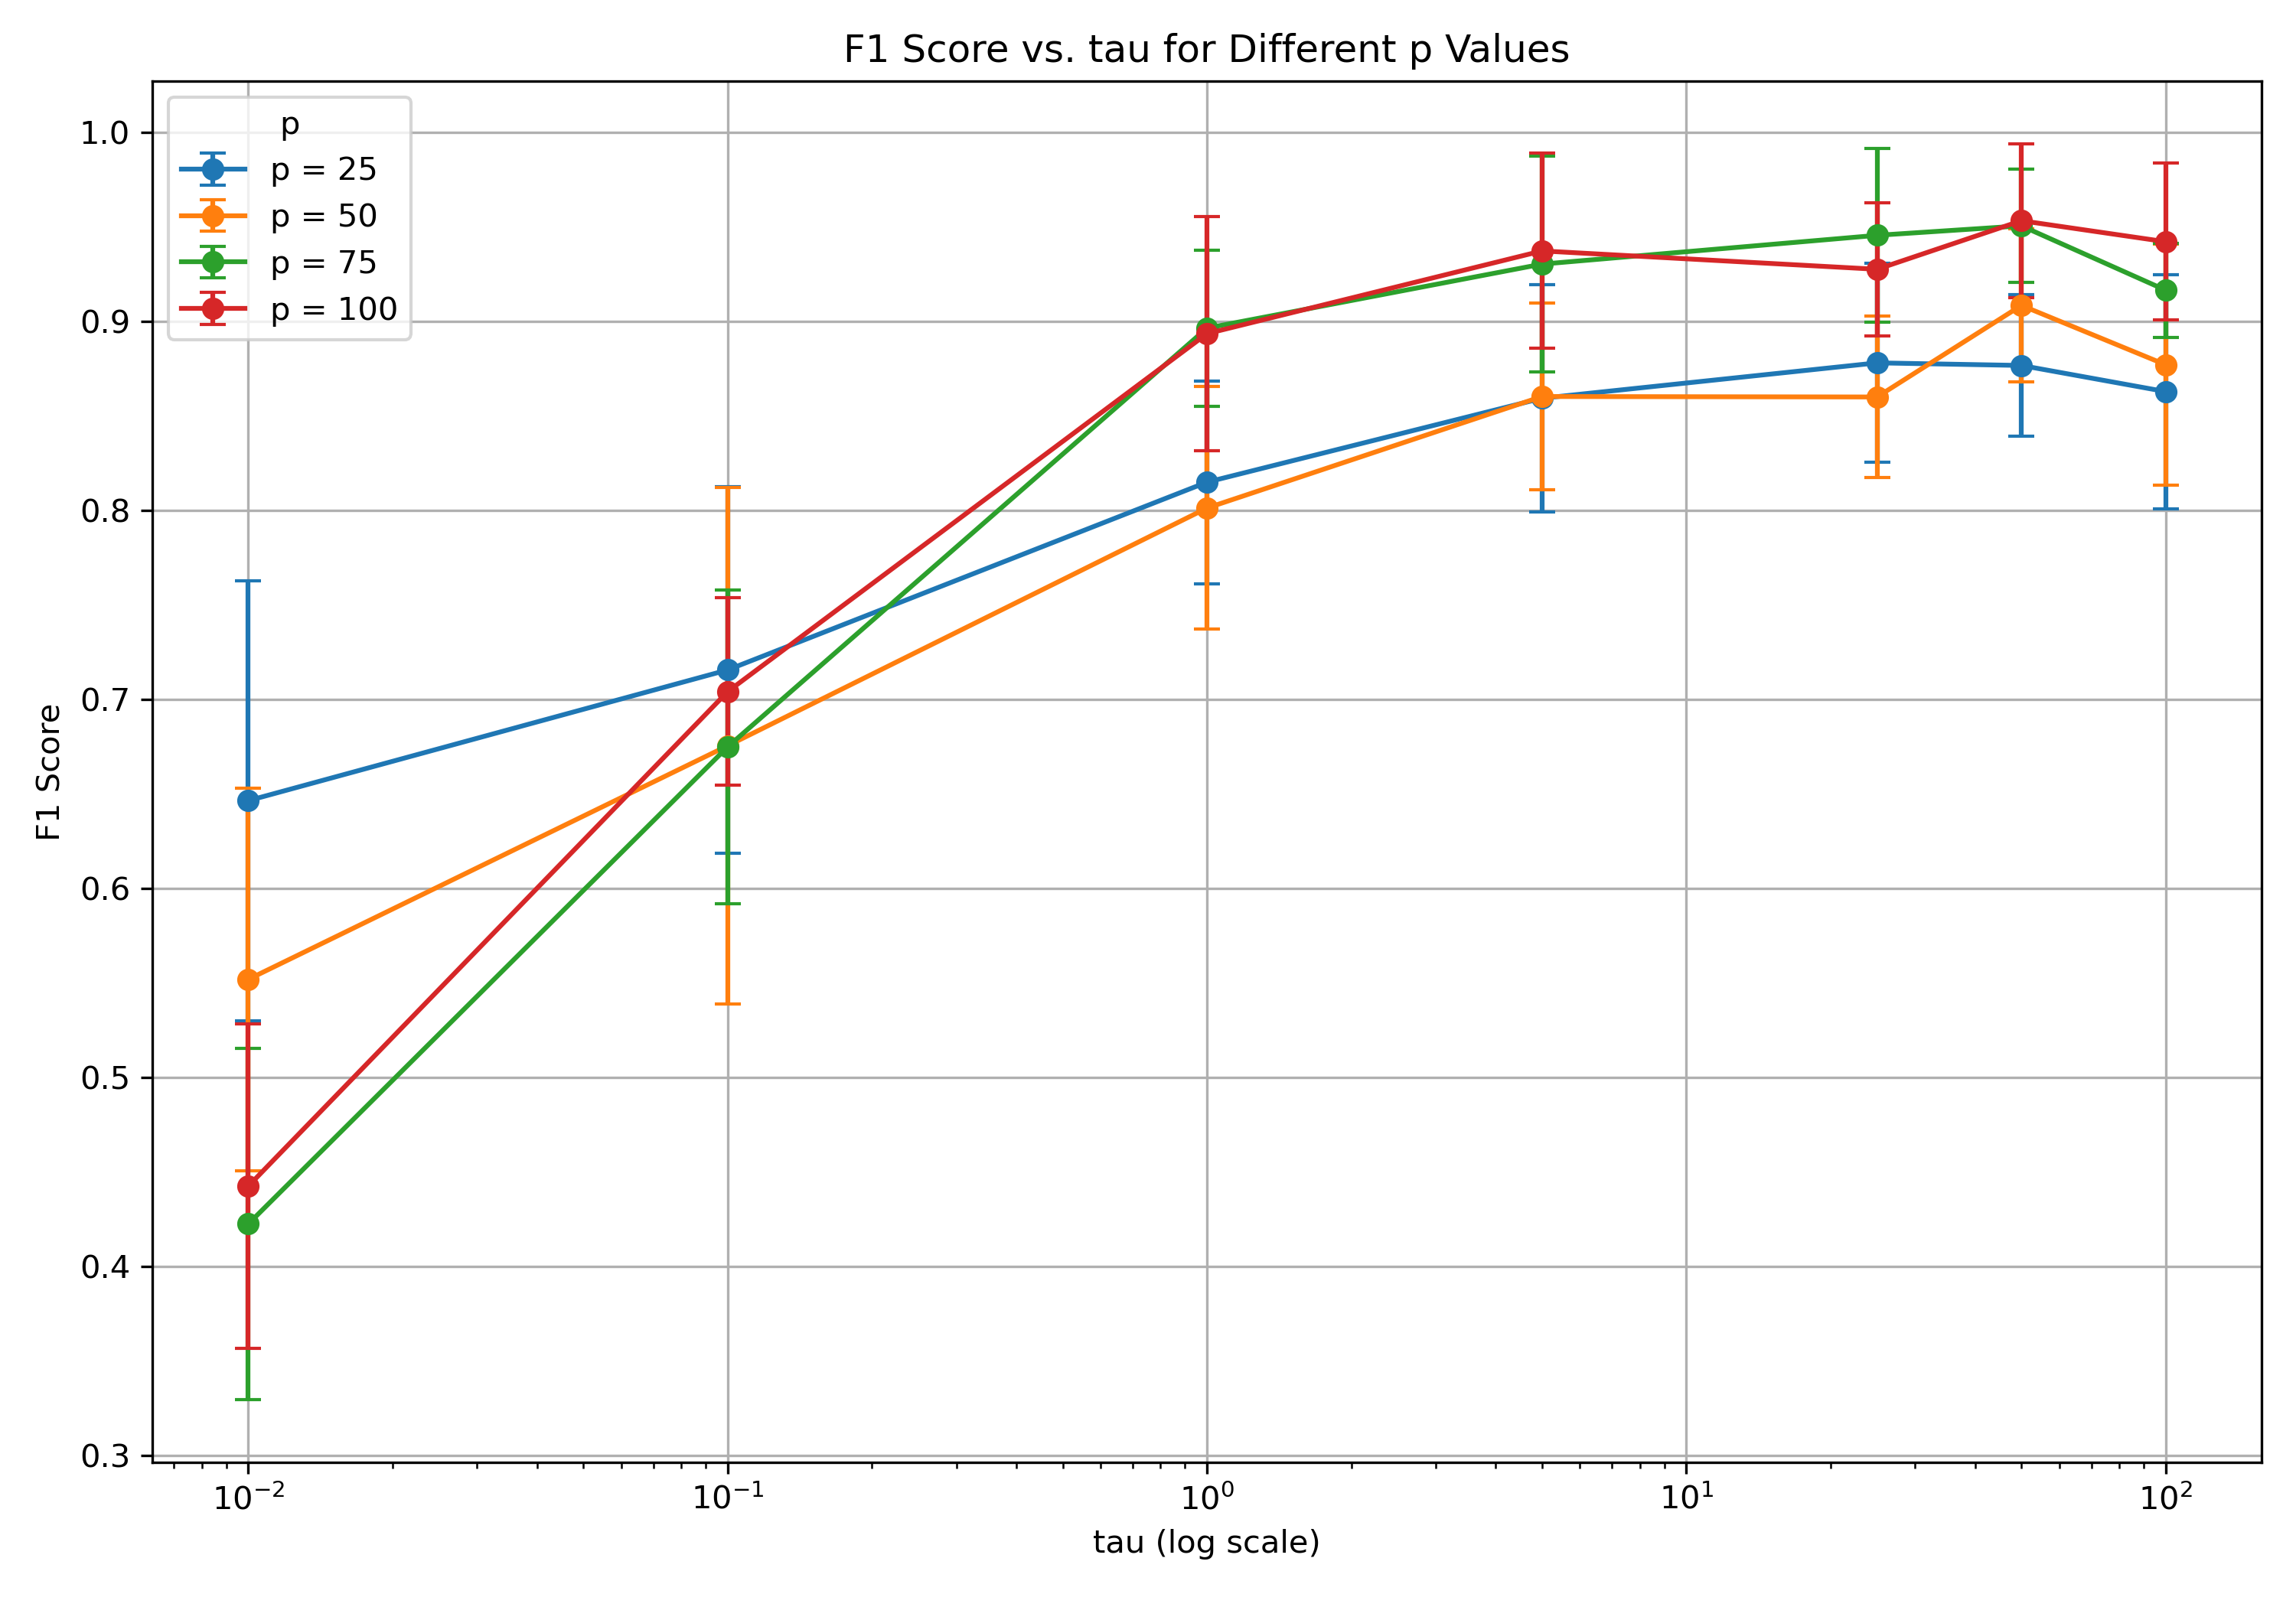 F1 Score vs. tau for Different p Values
p
p = 25
p = 50
p = 75
p = 100
F1 Score
1.0
0.9
0.8
0.7
0.6
0.5
0.4
0.3
10⁻² 10⁻¹ 10⁰ 10¹ 10²
tau (log scale)